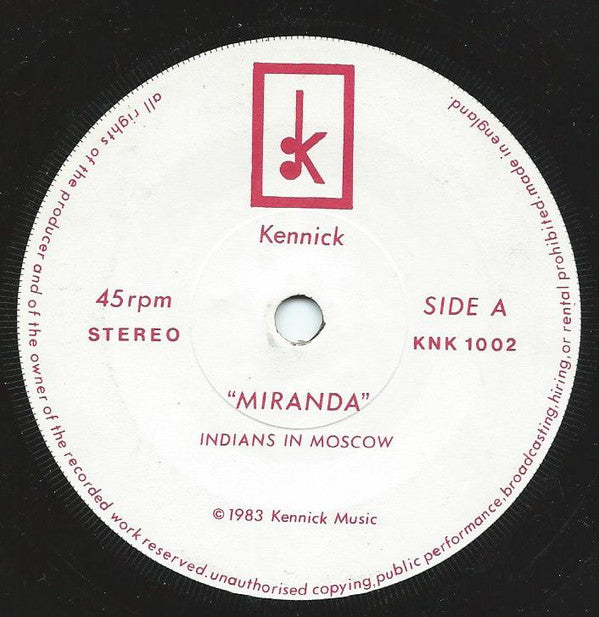 K
Kennick
45rpm
STEREO
SIDE A
KNK 1002
"MIRANDA"
INDIANS IN MOSCOW
© 1983 Kennick Music
all rights of the producer and of the owner of the recorded work reserved. unauthorised copying, public performance, broadcasting, hiring, or rental prohibited. made in england.